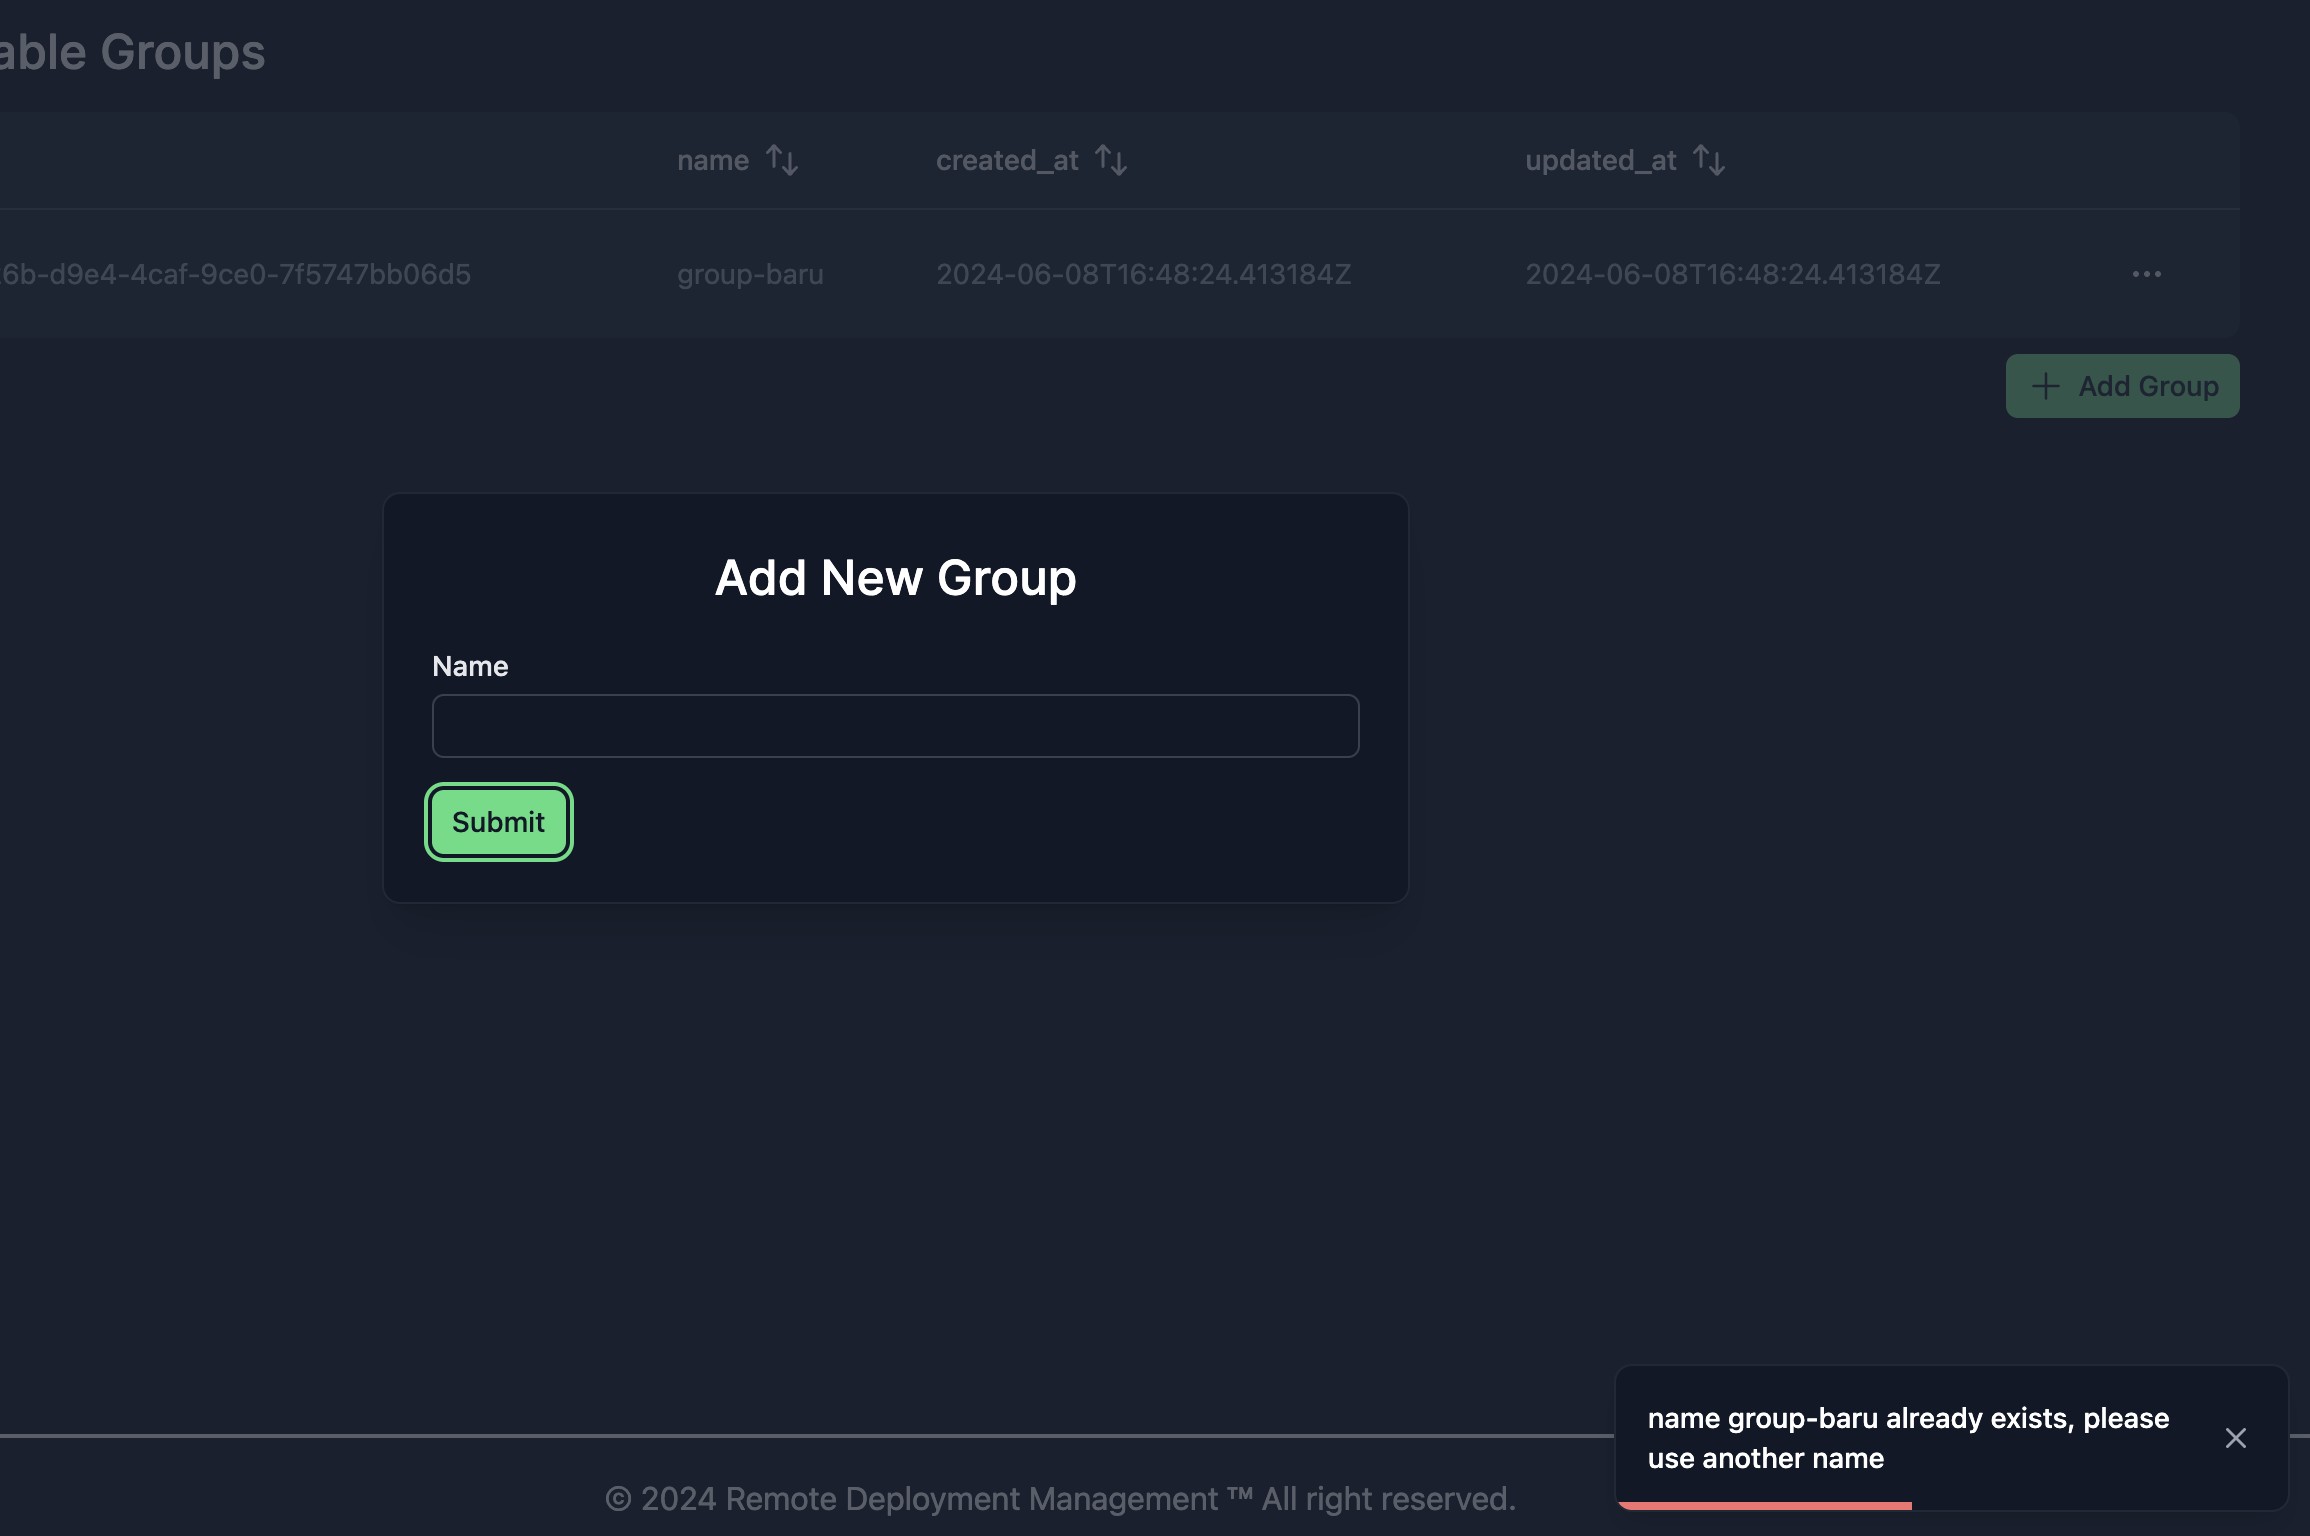 able Groups
name created_at updated_at
6b-d9e4-4caf-9ce0-7f5747bb06d5 group-baru 2024-06-08T16:48:24.413184Z 2024-06-08T16:48:24.413184Z ...
+ Add Group
Add New Group
Name
Submit
name group-baru already exists, please
use another name
© 2024 Remote Deployment Management ™ All right reserved.